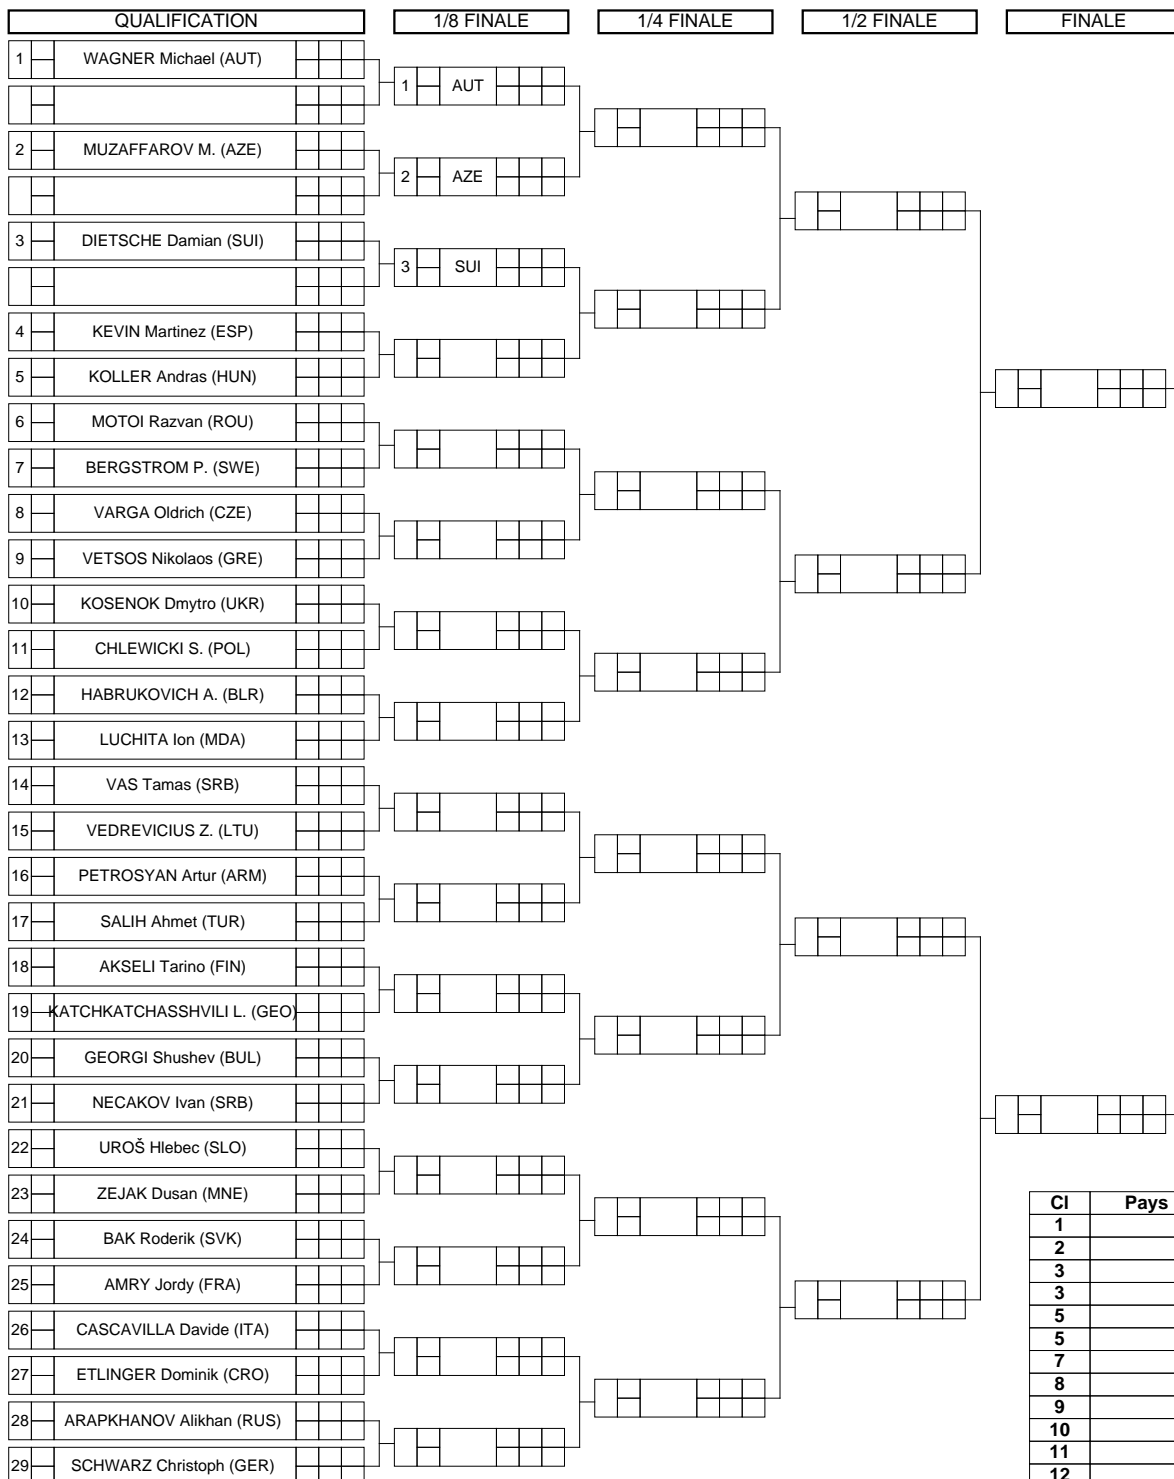 QUALIFICATION 1/8 FINALE 1/4 FINALE 1/2 FINALE FINALE
1 WAGNER Michael (AUT)
1 AUT
2 MUZAFFAROV M. (AZE)
2 AZE
3 DIETSCHE Damian (SUI)
3 SUI
4 KEVIN Martinez (ESP)
5 KOLLER Andras (HUN)
6 MOTOI Razvan (ROU)
7 BERGSTROM P. (SWE)
8 VARGA Oldrich (CZE)
9 VETSOS Nikolaos (GRE)
10 KOSENOK Dmytro (UKR)
11 CHLEWICKI S. (POL)
12 HABRUKOVICH A. (BLR)
13 LUCHITA Ion (MDA)
14 VAS Tamas (SRB)
15 VEDREVICIUS Z. (LTU)
16 PETROSYAN Artur (ARM)
17 SALIH Ahmet (TUR)
18 AKSELI Tarino (FIN)
19 KATCHKATCHASSHVILI L. (GEO)
20 GEORGI Shushev (BUL)
21 NECAKOV Ivan (SRB)
22 UROŠ Hlebec (SLO)
23 ZEJAK Dusan (MNE)
24 BAK Roderik (SVK)
25 AMRY Jordy (FRA)
26 CASCAVILLA Davide (ITA)
27 ETLINGER Dominik (CRO)
28 ARAPKHANOV Alikhan (RUS)
29 SCHWARZ Christoph (GER)
Cl Pays
1
2
3
3
5
5
7
8
9
10
11
12